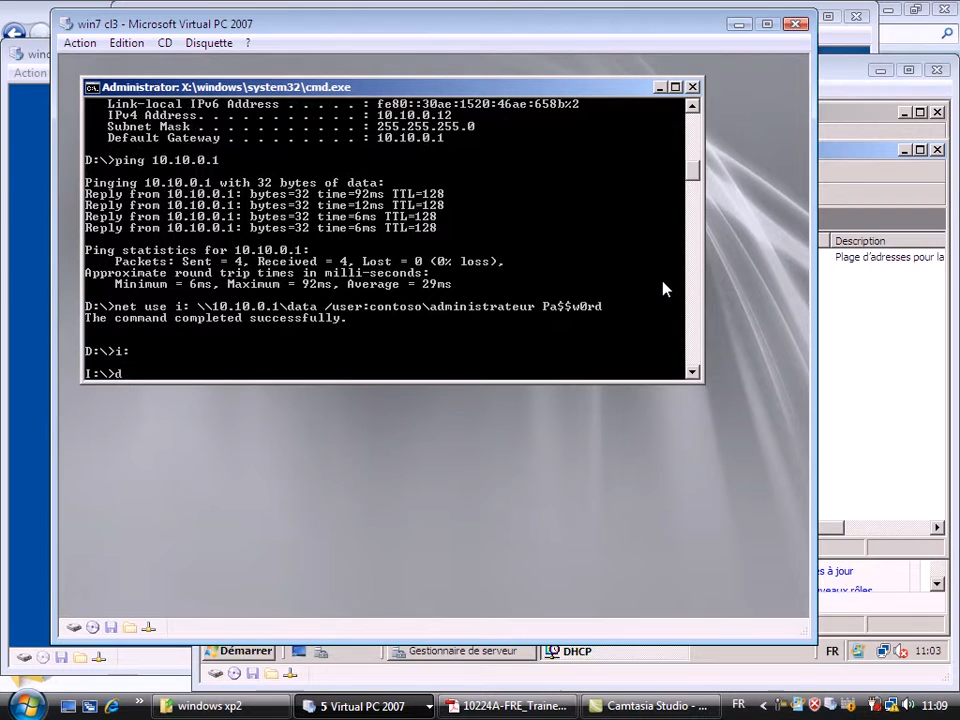 win7 cl3 - Microsoft Virtual PC 2007
Action Edition CD Disquette ?
Action
Administrator: X:\windows\system32\cmd.exe
Link-local IPv6 Address . . . . . : fe80::30ae:1520:46ae:658b%2
IPv4 Address. . . . . . . . . . . : 10.10.0.12
Subnet Mask . . . . . . . . . . . : 255.255.255.0
Default Gateway . . . . . . . . . : 10.10.0.1
D:\>ping 10.10.0.1
Pinging 10.10.0.1 with 32 bytes of data:
Reply from 10.10.0.1: bytes=32 time=92ms TTL=128
Reply from 10.10.0.1: bytes=32 time=12ms TTL=128
Reply from 10.10.0.1: bytes=32 time=6ms TTL=128
Reply from 10.10.0.1: bytes=32 time=6ms TTL=128
Ping statistics for 10.10.0.1:
Packets: Sent = 4, Received = 4, Lost = 0 (0% loss),
Approximate round trip times in milli-seconds:
Minimum = 6ms, Maximum = 92ms, Average = 29ms
D:\>net use i: \\10.10.0.1\data /user:contoso\administrateur Pa$$w0rd
The command completed successfully.
D:\>i:
I:\>d
Description
Plage d'adresses pour la
s à jour
veaux rôles
Démarrer Gestionnaire de serveur DHCP FR 11:03
windows xp2 5 Virtual PC 2007 10224A-FRE_Traine... Camtasia Studio - ... FR 11:09